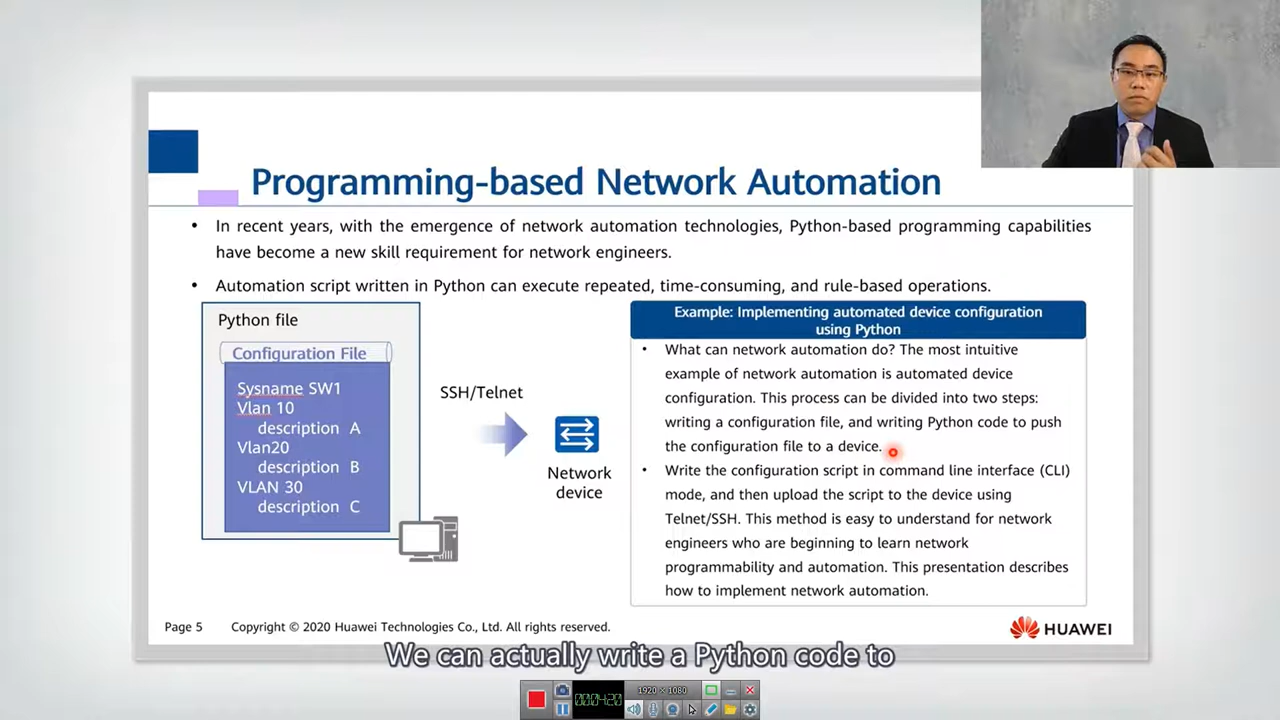 Programming-based Network Automation
• In recent years, with the emergence of network automation technologies, Python-based programming capabilities
have become a new skill requirement for network engineers.
• Automation script written in Python can execute repeated, time-consuming, and rule-based operations.
Python file
Configuration File
Sysname SW1
Vlan 10
description A
Vlan20
description B
VLAN 30
description C
SSH/Telnet
Network
device
Example: Implementing automated device configuration
using Python
• What can network automation do? The most intuitive
example of network automation is automated device
configuration. This process can be divided into two steps:
writing a configuration file, and writing Python code to push
the configuration file to a device.
• Write the configuration script in command line interface (CLI)
mode, and then upload the script to the device using
Telnet/SSH. This method is easy to understand for network
engineers who are beginning to learn network
programmability and automation. This presentation describes
how to implement network automation.
Page 5 Copyright © 2020 Huawei Technologies Co., Ltd. All rights reserved.
HUAWEI
We can actually write a Python code to
00:04:20
1920 × 1080